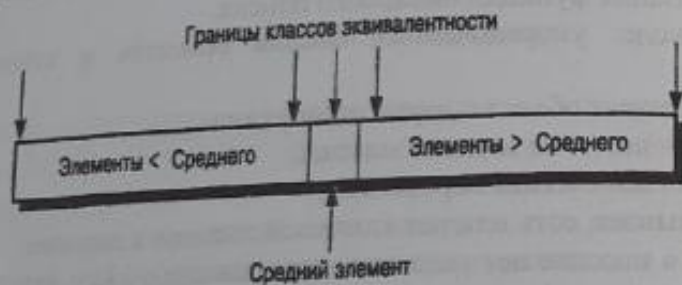 Границы классов эквивалентности
Элементы < Среднего
Элементы > Среднего
Средний элемент